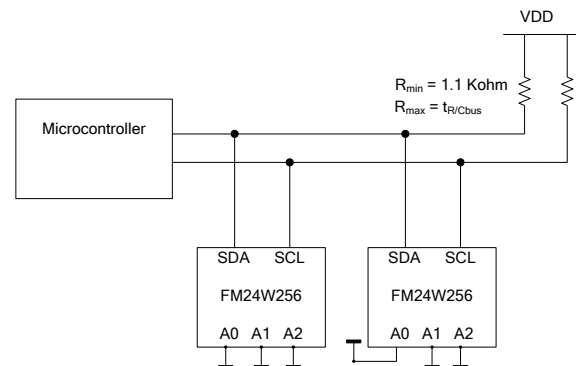 VDD
Rmin = 1.1 Kohm
Rmax = tR/Cbus
Microcontroller
SDA SCL
FM24W256
A0 A1 A2
SDA SCL
FM24W256
A0 A1 A2